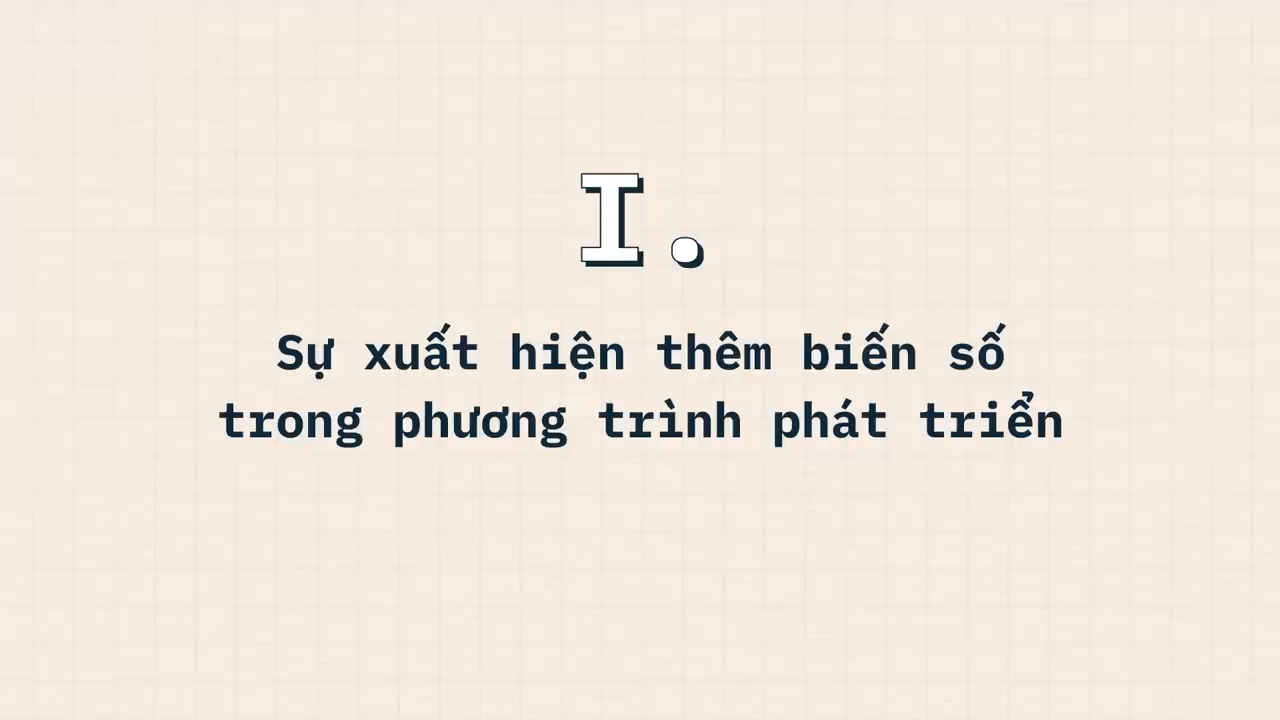 I.
Sự xuất hiện thêm biến số
trong phương trình phát triển